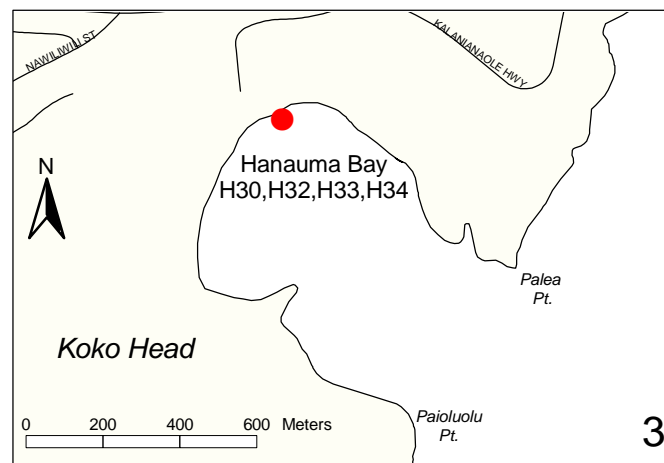 NAWILIWILI ST
KALANIANAOLE HWY
Hanauma Bay
H30,H32,H33,H34
N
Palea
Pt.
Koko Head
0 200 400 600 Meters
Paioluolu
Pt.
3